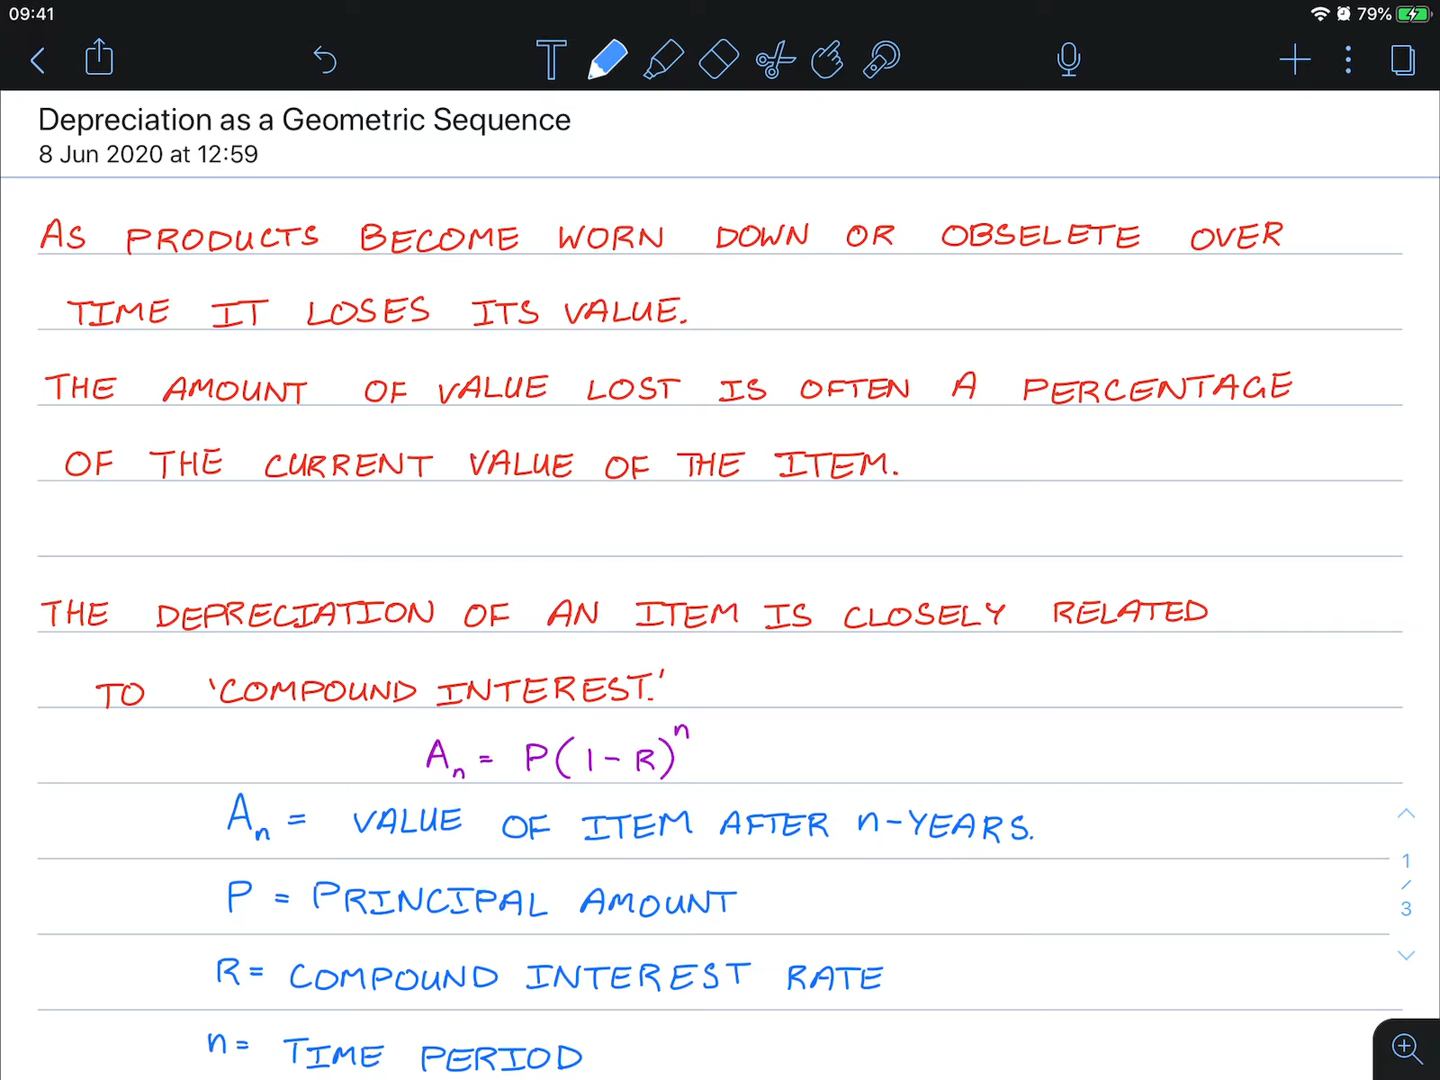 09:41
79%
T
Depreciation as a Geometric Sequence
8 Jun 2020 at 12:59
AS PRODUCTS BECOME WORN DOWN OR OBSELETE OVER
TIME IT LOSES ITS VALUE.
THE AMOUNT OF VALUE LOST IS OFTEN A PERCENTAGE
OF THE CURRENT VALUE OF THE ITEM.
THE DEPRECIATION OF AN ITEM IS CLOSELY RELATED
TO 'COMPOUND INTEREST.'
Aₙ = P(1-R)ⁿ
Aₙ = VALUE OF ITEM AFTER n-YEARS.
P = PRINCIPAL AMOUNT
R = COMPOUND INTEREST RATE
n = TIME PERIOD
1
/
3